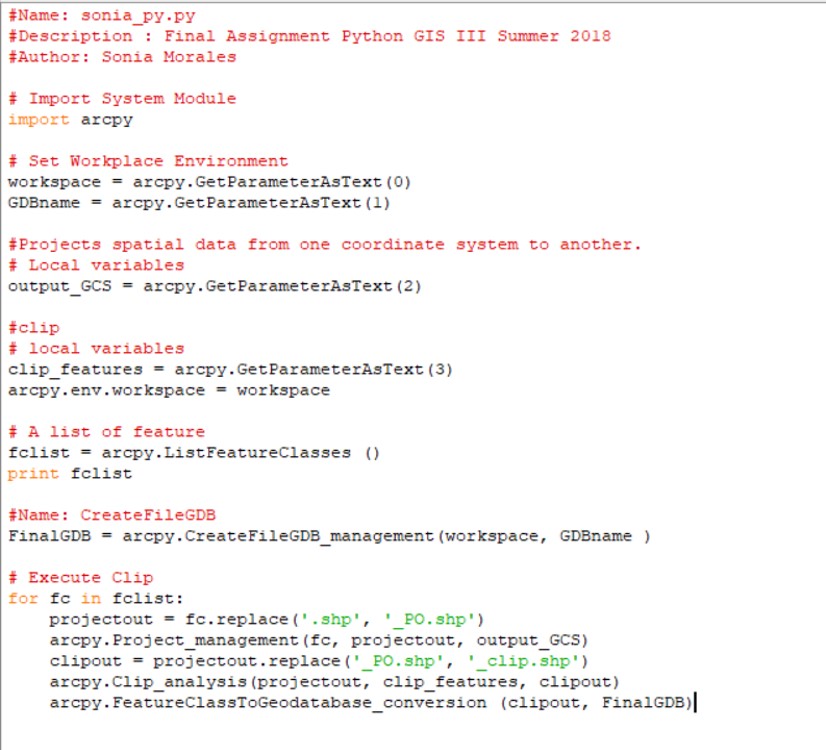 #Name: sonia_py.py
#Description : Final Assignment Python GIS III Summer 2018
#Author: Sonia Morales
# Import System Module
import arcpy
# Set Workplace Environment
workspace = arcpy.GetParameterAsText(0)
GDBname = arcpy.GetParameterAsText(1)
#Projects spatial data from one coordinate system to another.
# Local variables
output_GCS = arcpy.GetParameterAsText(2)
#clip
# local variables
clip_features = arcpy.GetParameterAsText(3)
arcpy.env.workspace = workspace
# A list of feature
fclist = arcpy.ListFeatureClasses ()
print fclist
#Name: CreateFileGDB
FinalGDB = arcpy.CreateFileGDB_management(workspace, GDBname )
# Execute Clip
for fc in fclist:
    projectout = fc.replace('.shp', '_PO.shp')
    arcpy.Project_management(fc, projectout, output_GCS)
    clipout = projectout.replace('_PO.shp', '_clip.shp')
    arcpy.Clip_analysis(projectout, clip_features, clipout)
    arcpy.FeatureClassToGeodatabase_conversion (clipout, FinalGDB)